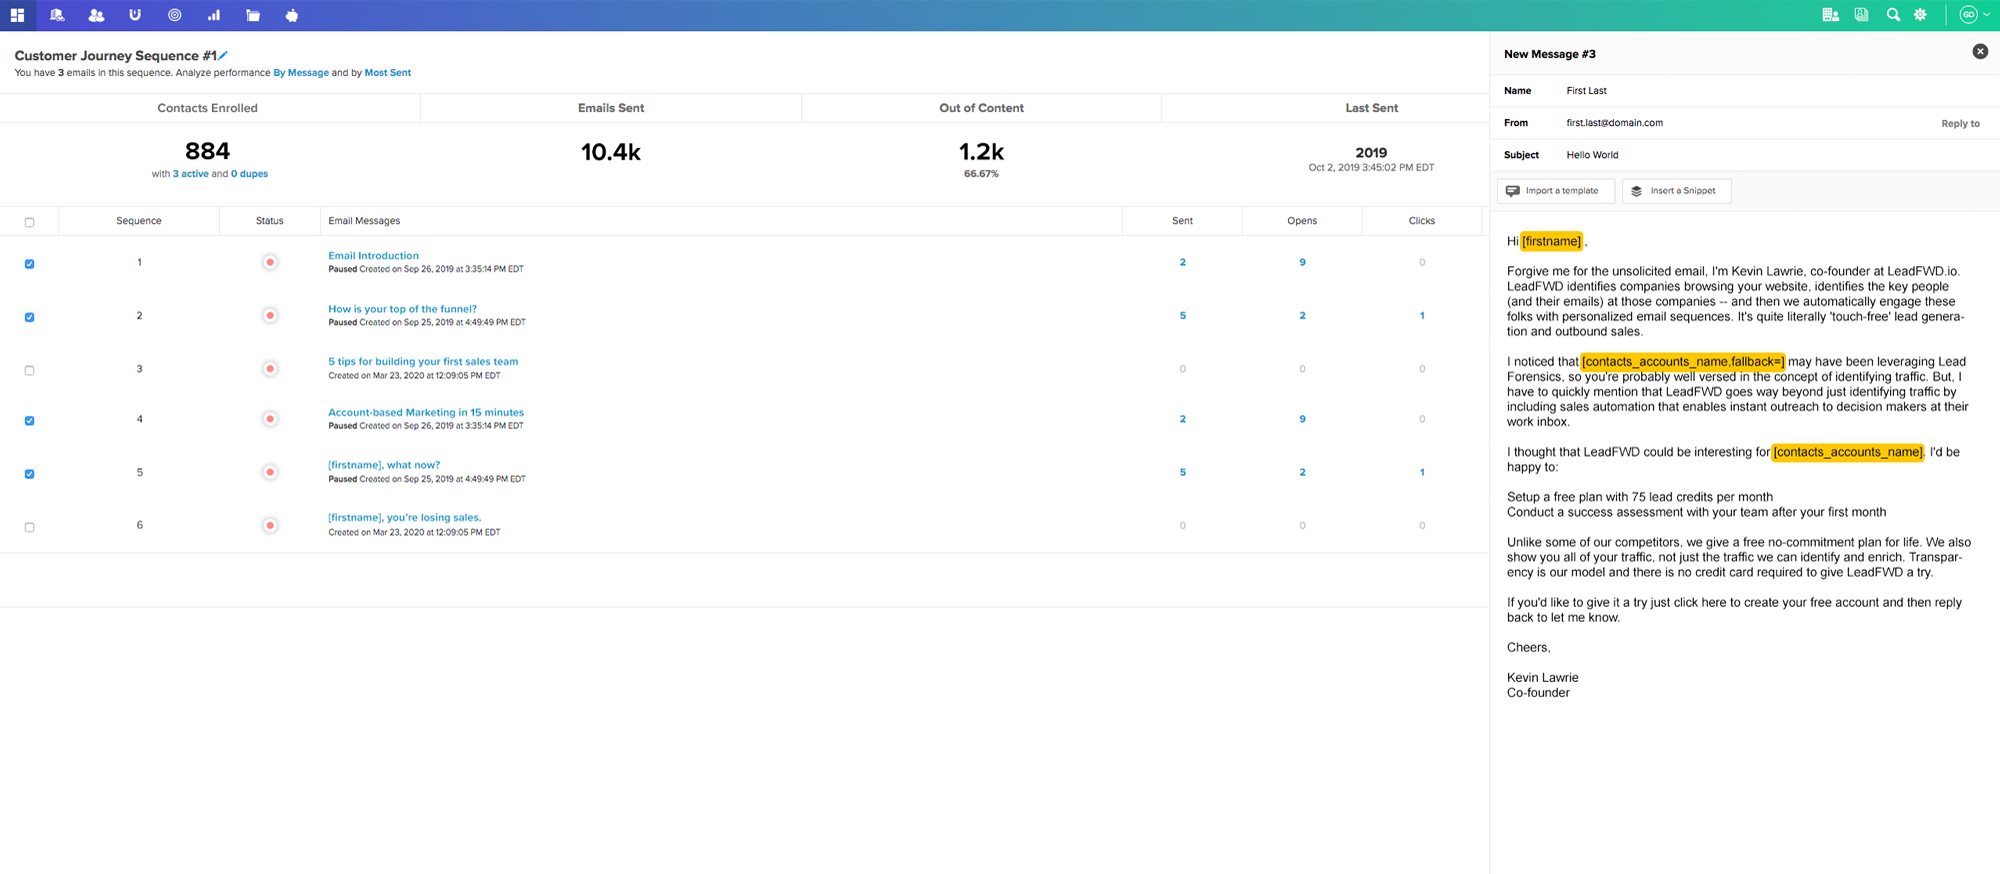 GD
Customer Journey Sequence #1
You have 3 emails in this sequence. Analyze performance By Message and by Most Sent
Contacts Enrolled
Emails Sent
Out of Content
Last Sent
884
with 3 active and 0 dupes
10.4k
1.2k
66.67%
2019
Oct 2, 2019 3:45:02 PM EDT
Sequence
Status
Email Messages
Sent
Opens
Clicks
1
Email Introduction
Paused Created on Sep 26, 2019 at 3:35:14 PM EDT
2
9
0
2
How is your top of the funnel?
Paused Created on Sep 25, 2019 at 4:49:49 PM EDT
5
2
1
3
5 tips for building your first sales team
Created on Mar 23, 2020 at 12:09:05 PM EDT
0
0
0
4
Account-based Marketing in 15 minutes
Paused Created on Sep 26, 2019 at 3:35:14 PM EDT
2
9
0
5
[firstname], what now?
Paused Created on Sep 25, 2019 at 4:49:49 PM EDT
5
2
1
6
[firstname], you're losing sales.
Created on Mar 23, 2020 at 12:09:05 PM EDT
0
0
0
New Message #3
Name
First Last
From
first.last@domain.com
Reply to
Subject
Hello World
Import a template
Insert a Snippet
Hi [firstname] ,
Forgive me for the unsolicited email, I'm Kevin Lawrie, co-founder at LeadFWD.io.
LeadFWD identifies companies browsing your website, identifies the key people
(and their emails) at those companies -- and then we automatically engage these
folks with personalized email sequences. It's quite literally 'touch-free' lead genera-
tion and outbound sales.
I noticed that [contacts_accounts_name,fallback=] may have been leveraging Lead
Forensics, so you're probably well versed in the concept of identifying traffic. But, I
have to quickly mention that LeadFWD goes way beyond just identifying traffic by
including sales automation that enables instant outreach to decision makers at their
work inbox.
I thought that LeadFWD could be interesting for [contacts_accounts_name]. I'd be
happy to:
Setup a free plan with 75 lead credits per month
Conduct a success assessment with your team after your first month
Unlike some of our competitors, we give a free no-commitment plan for life. We also
show you all of your traffic, not just the traffic we can identify and enrich. Transpar-
ency is our model and there is no credit card required to give LeadFWD a try.
If you'd like to give it a try just click here to create your free account and then reply
back to let me know.
Cheers,
Kevin Lawrie
Co-founder